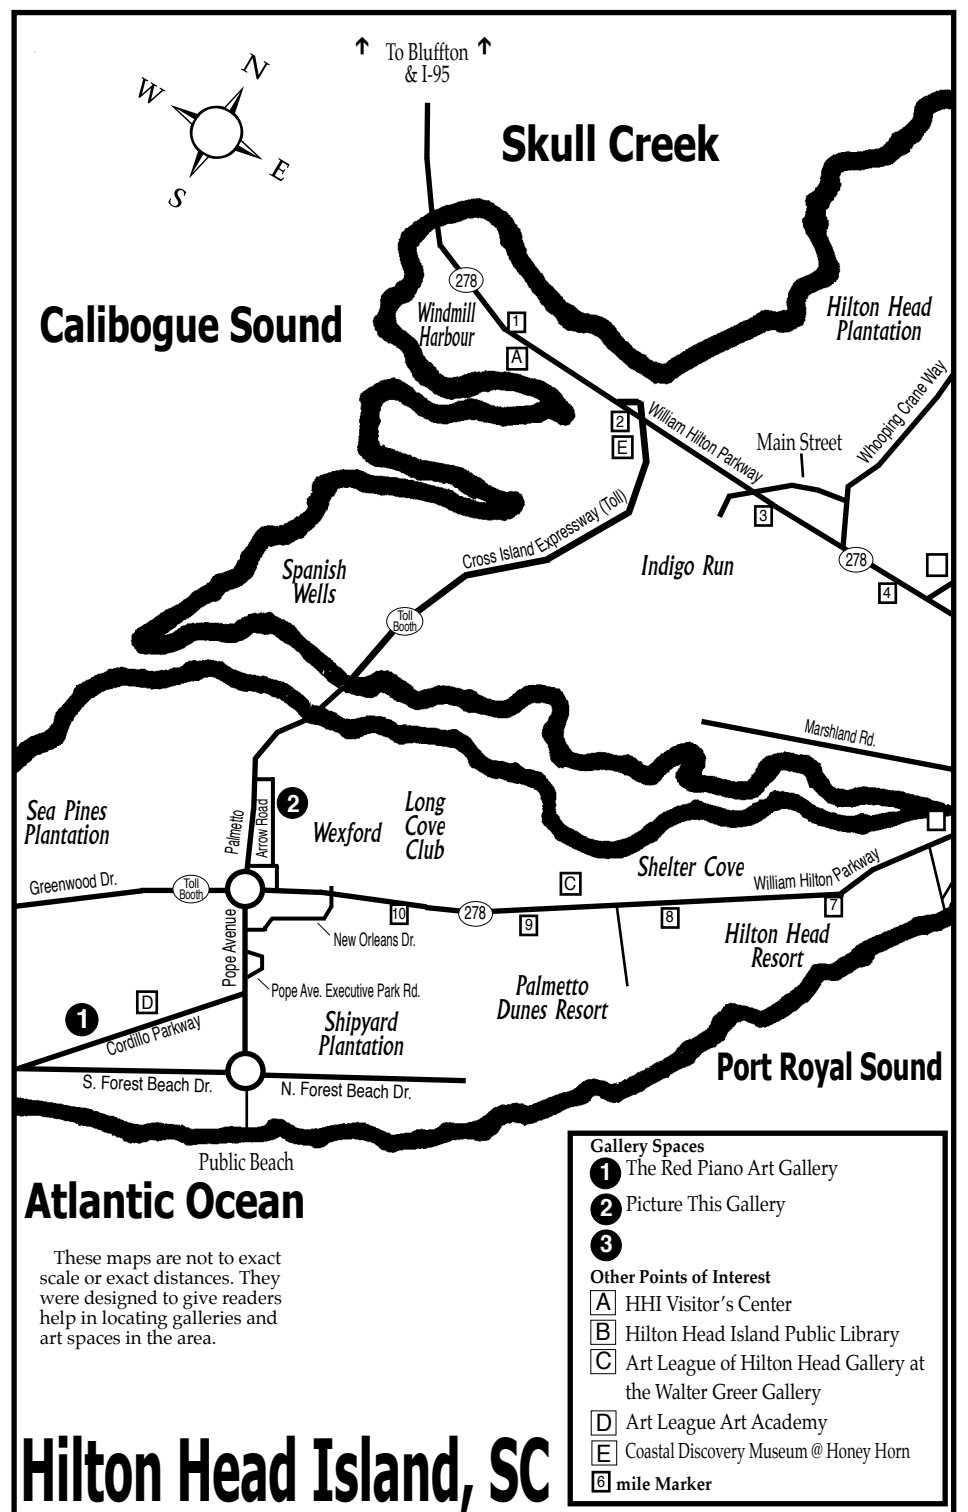 To Bluffton
& I-95
N
W
E
S
Skull Creek
278
Calibogue Sound
Windmill
Harbour
1
A
Hilton Head
Plantation
Whooping Crane Way
2
E
William Hilton Parkway
Main Street
3
Cross Island Expressway (Toll)
278
4
Indigo Run
Spanish
Wells
Toll
Booth
Marshland Rd.
Sea Pines
Plantation
Palmetto
Arrow Road
2
Wexford
Long
Cove
Club
Shelter Cove
William Hilton Parkway
Greenwood Dr.
Toll
Booth
C
10
278
9
8
7
New Orleans Dr.
Pope Avenue
Hilton Head
Resort
Pope Ave. Executive Park Rd.
Palmetto
Dunes Resort
D
1
Cordillo Parkway
Shipyard
Plantation
Port Royal Sound
S. Forest Beach Dr.
N. Forest Beach Dr.
Public Beach
Atlantic Ocean
These maps are not to exact
scale or exact distances. They
were designed to give readers
help in locating galleries and
art spaces in the area.
Gallery Spaces
1 The Red Piano Art Gallery
2 Picture This Gallery
3
Other Points of Interest
A HHI Visitor's Center
B Hilton Head Island Public Library
C Art League of Hilton Head Gallery at
the Walter Greer Gallery
D Art League Art Academy
E Coastal Discovery Museum @ Honey Horn
6 mile Marker
Hilton Head Island, SC